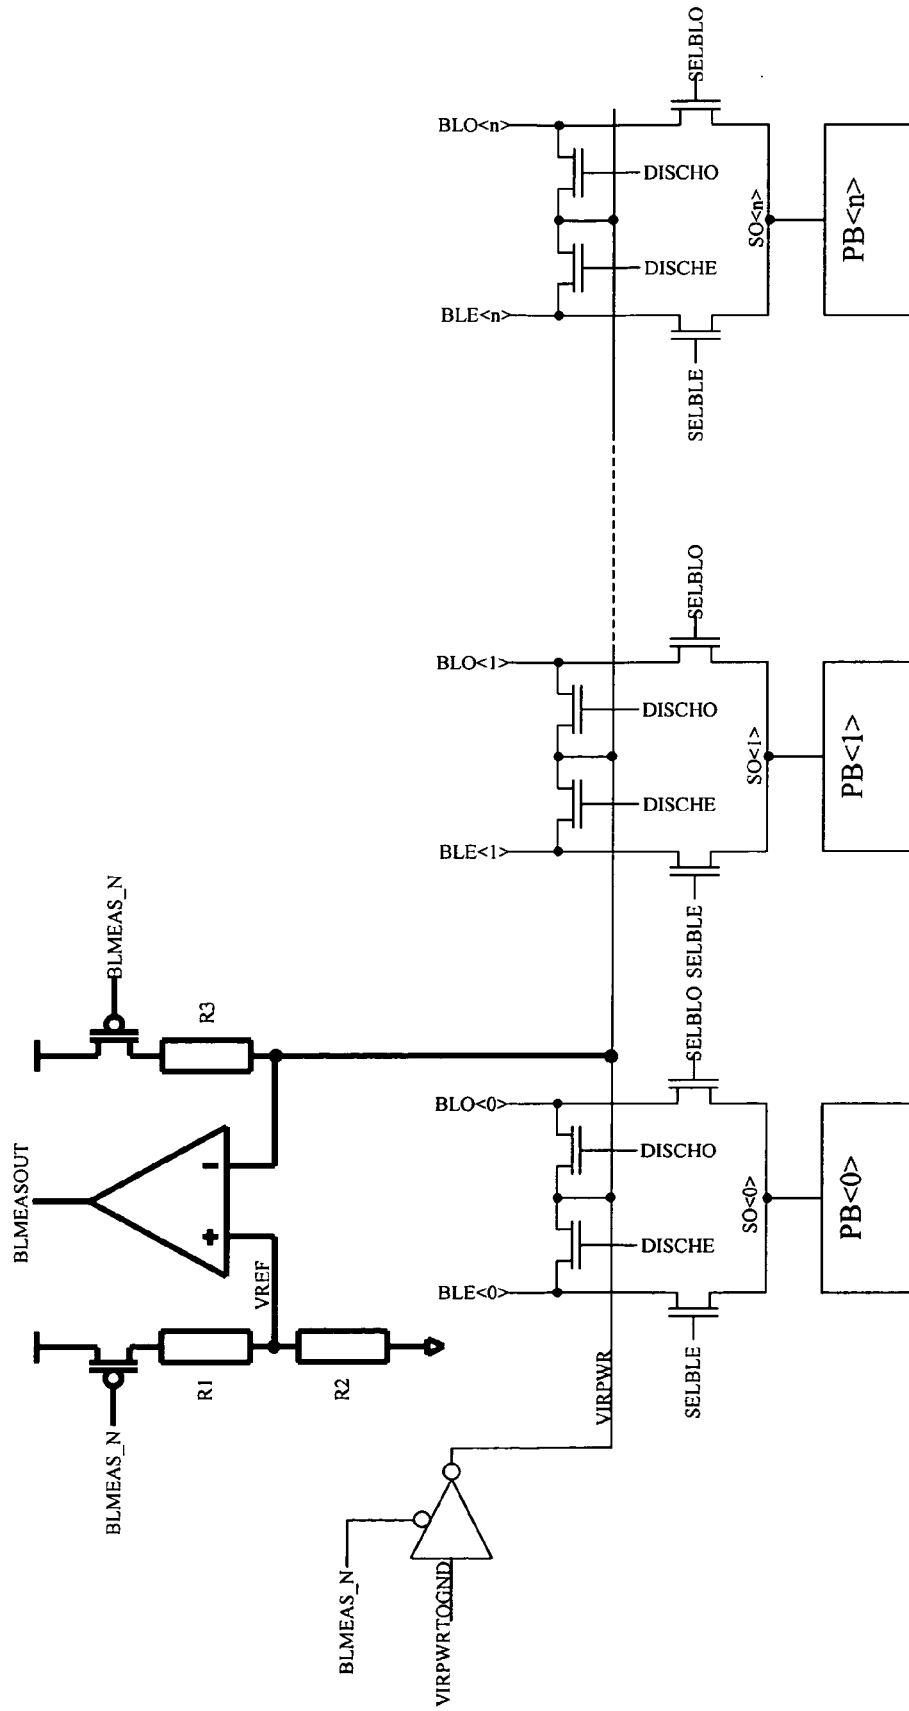 BLMEASOUT
BLMEAS_N
R3
VREF
R1
R2
BLMEAS_N
BLMEAS_N
VIRPWRTOGND
VIRPWR
BLE<0>
BLO<0>
DISCHE
DISCHO
SELBLE
SELBLO
SO<0>
PB<0>
BLE<1>
BLO<1>
DISCHE
DISCHO
SELBLE
SELBLO
SO<1>
PB<1>
BLE<n>
BLO<n>
DISCHE
DISCHO
SELBLE
SELBLO
SO<n>
PB<n>
+
-